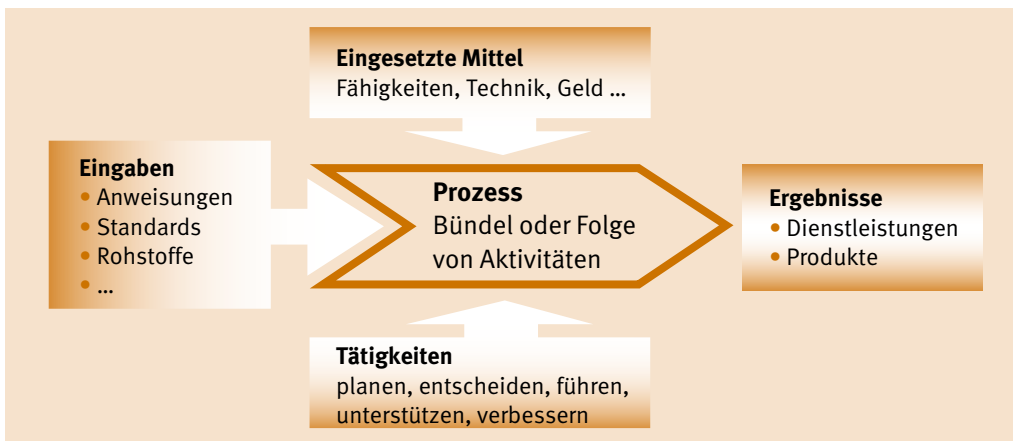 Eingesetzte Mittel
Fähigkeiten, Technik, Geld ...
Eingaben
• Anweisungen
• Standards
• Rohstoffe
• ...
Prozess
Bündel oder Folge
von Aktivitäten
Ergebnisse
• Dienstleistungen
• Produkte
Tätigkeiten
planen, entscheiden, führen,
unterstützen, verbessern